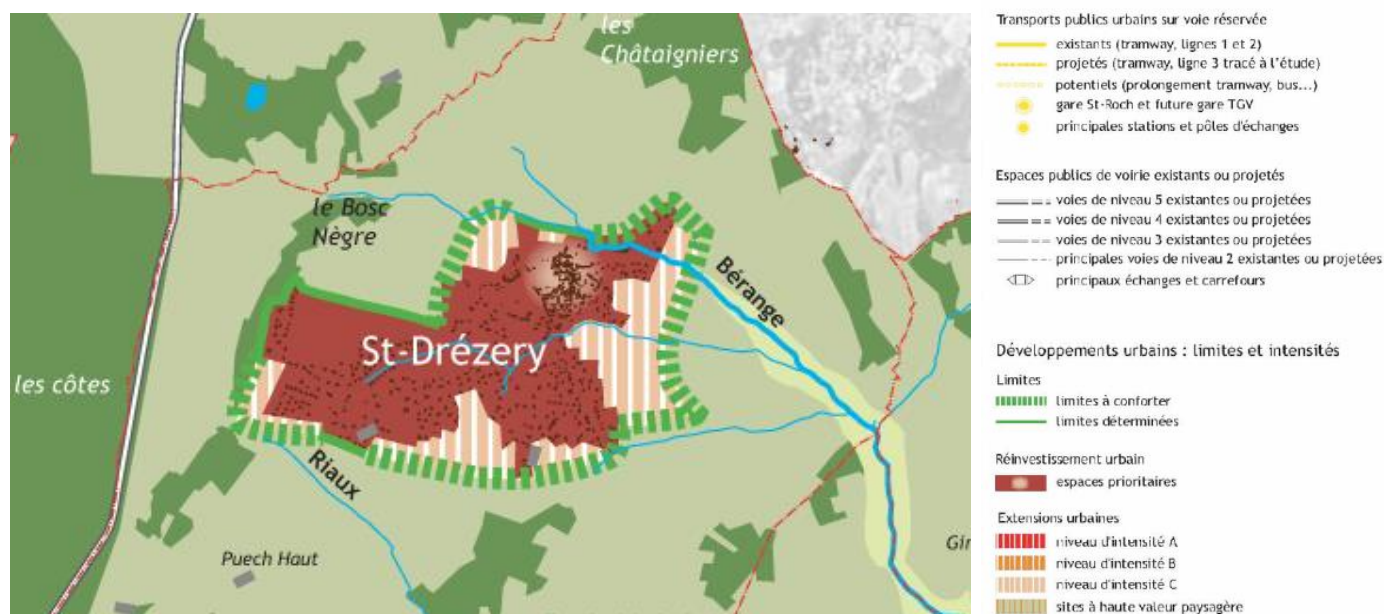 les
Châtaigniers
le Bosc
Nègre
Bérange
St-Drézery
les côtes
Riaux
Puech Haut
Gin
Transports publics urbains sur voie réservée
existants (tramway, lignes 1 et 2)
projetés (tramway, ligne 3 tracé à l'étude)
potentiels (prolongement tramway, bus...)
gare St-Roch et future gare TGV
principales stations et pôles d'échanges
Espaces publics de voirie existants ou projetés
voies de niveau 5 existantes ou projetées
voies de niveau 4 existantes ou projetées
voies de niveau 3 existantes ou projetées
principales voies de niveau 2 existantes ou projetées
principaux échanges et carrefours
Développements urbains : limites et intensités
Limites
limites à conforter
limites déterminées
Réinvestissement urbain
espaces prioritaires
Extensions urbaines
niveau d'intensité A
niveau d'intensité B
niveau d'intensité C
sites à haute valeur paysagère